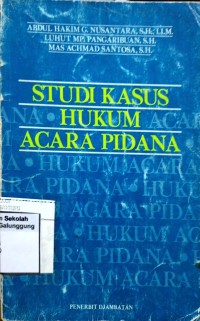 ABDUL HAKIM G. NUSANTARA, S.H., LL.M.
LUHUT MP. PANGARIBUAN, S.H.
MAS ACHMAD SANTOSA, S.H.
STUDI KASUS
HUKUM
ACARA PIDANA
Sekolah
Galunggung
PENERBIT DJAMBATAN